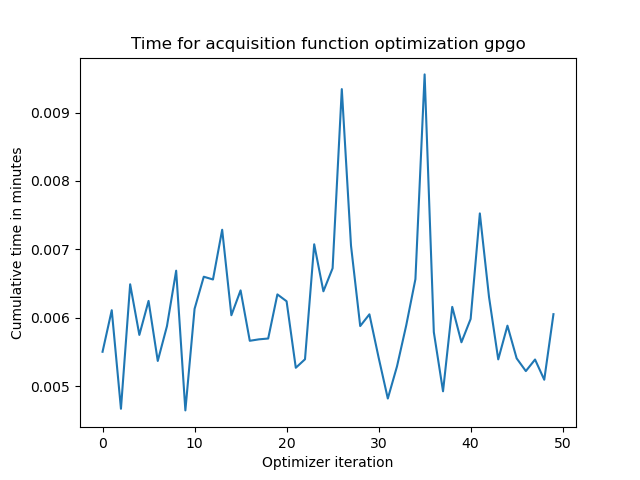 Time for acquisition function optimization gpgo
Cumulative time in minutes
0.009
0.008
0.007
0.006
0.005
0 10 20 30 40 50
Optimizer iteration